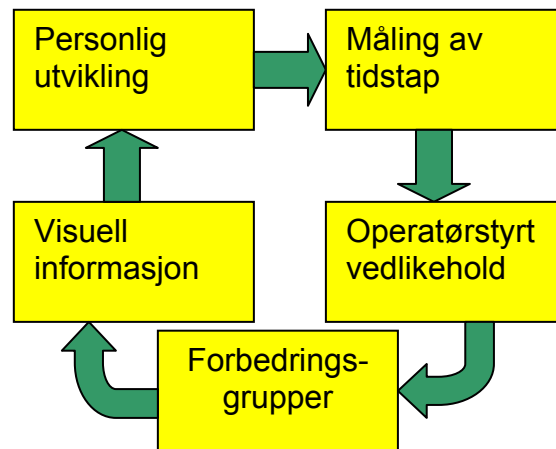 Personlig
utvikling
Måling av
tidstap
Visuell
informasjon
Operatørstyrt
vedlikehold
Forbedrings-
grupper